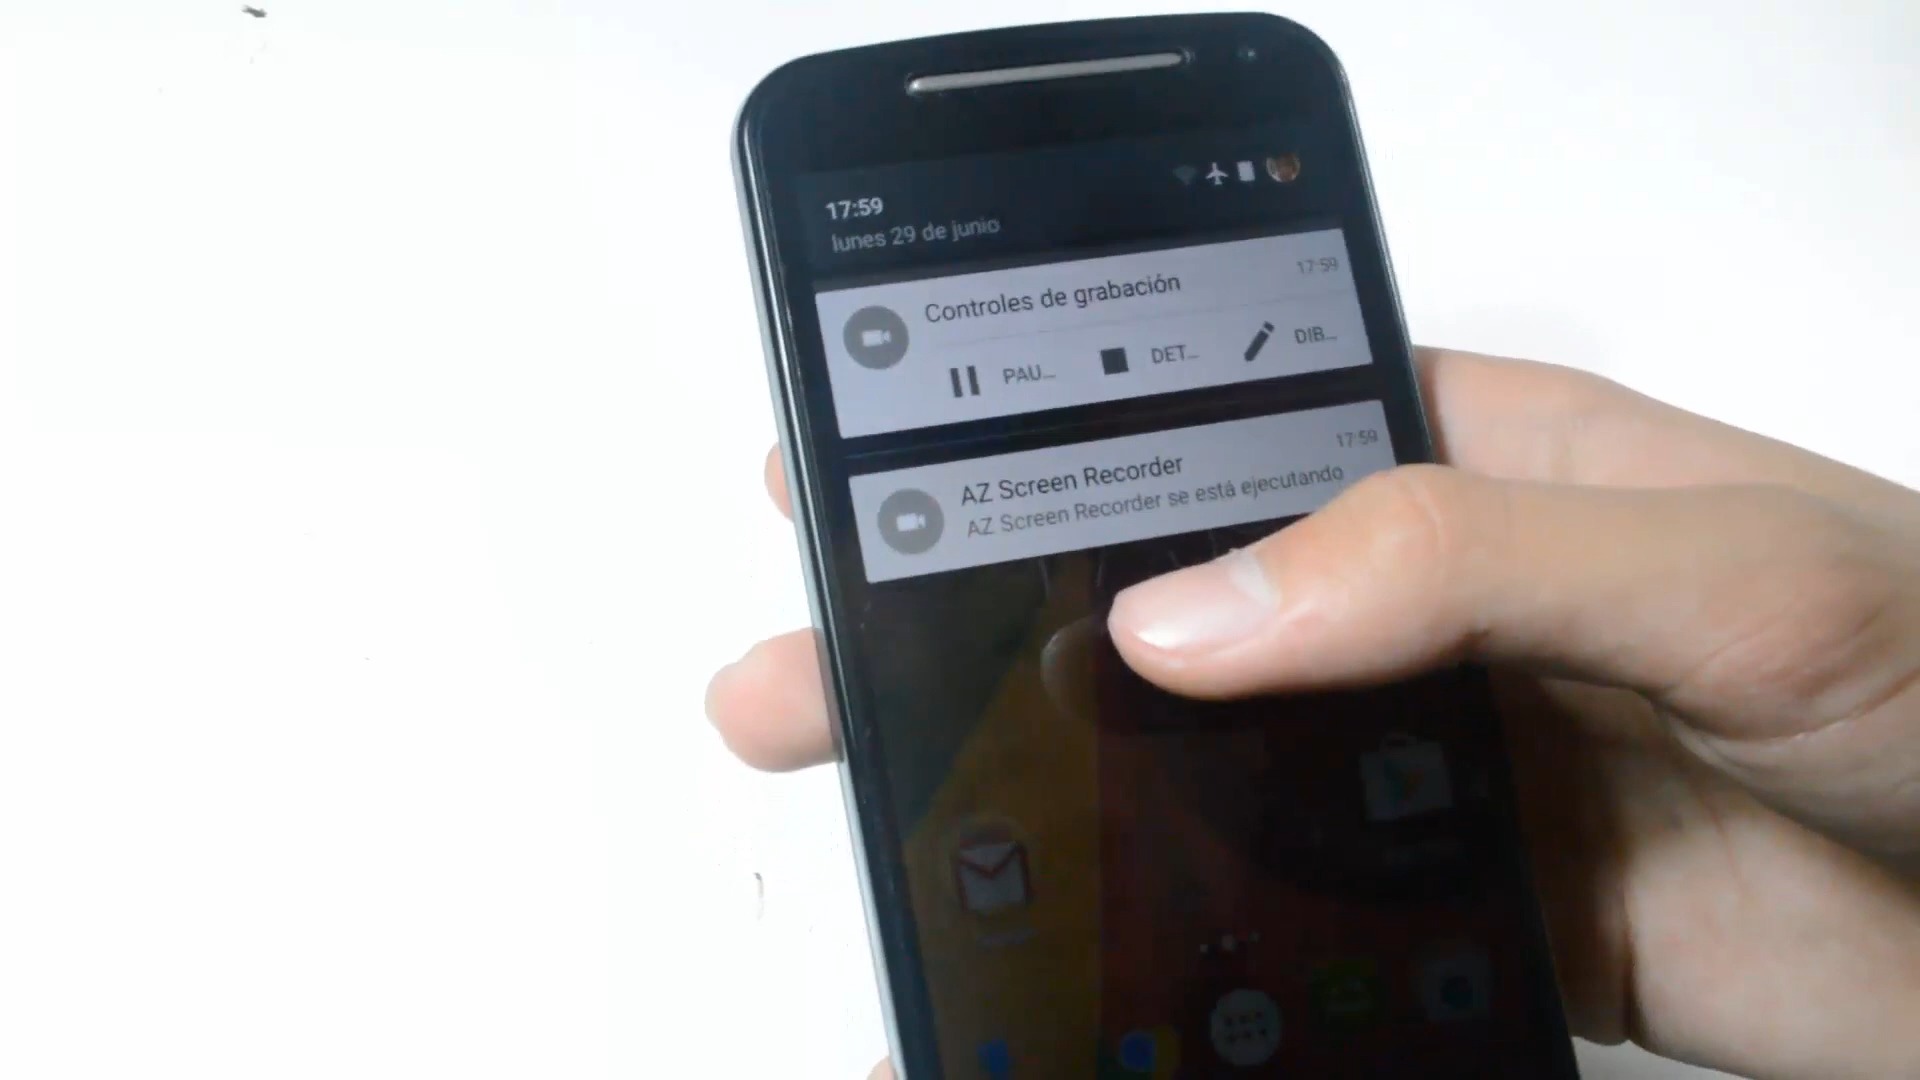 17:59
lunes 29 de junio
Controles de grabación
17:59
PAU...
DET...
DIB...
AZ Screen Recorder
17:59
AZ Screen Recorder se está ejecutando